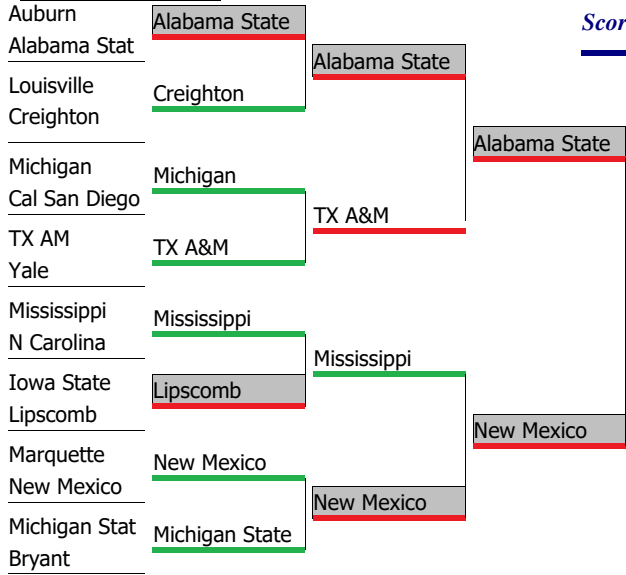 Auburn
Alabama Stat
Louisville
Creighton
Michigan
Cal San Diego
TX AM
Yale
Mississippi
N Carolina
Iowa State
Lipscomb
Marquette
New Mexico
Michigan Stat
Bryant
Alabama State
Creighton
Michigan
TX A&M
Mississippi
Lipscomb
New Mexico
Michigan State
Alabama State
TX A&M
Mississippi
New Mexico
Alabama State
New Mexico
Scor